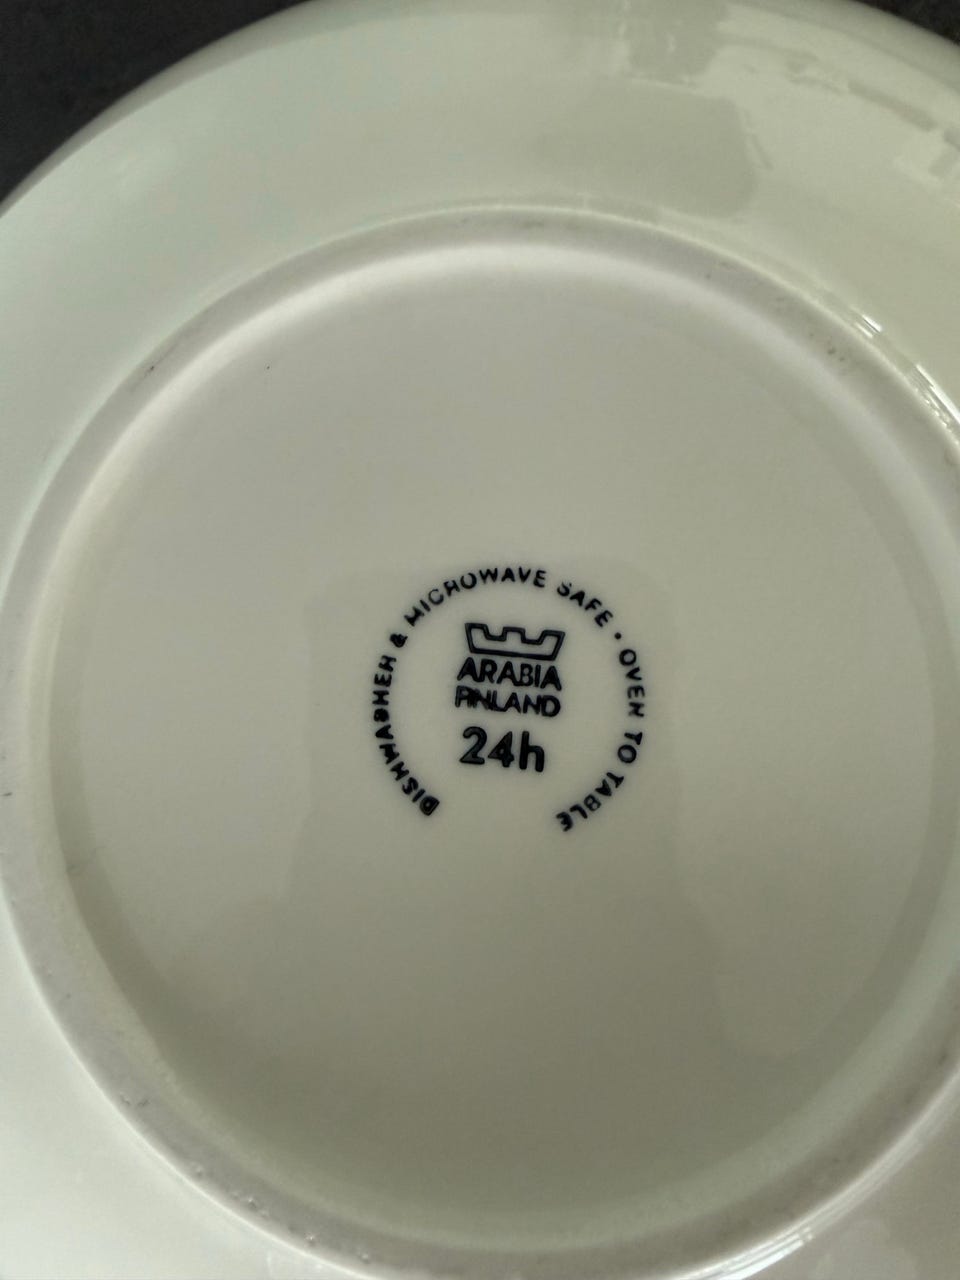 DISHWASHER & MICROWAVE SAFE • OVEN TO TABLE
ARABIA
FINLAND
24h